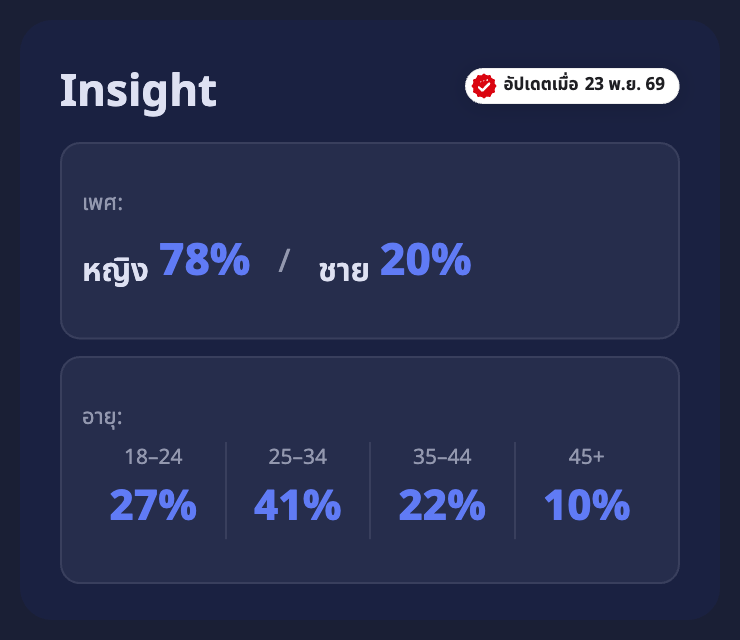 Insight
อัปเดตเมื่อ 23 พ.ย. 69
เพศ:
หญิง 78% / ชาย 20%
อายุ:
18–24 25–34 35–44 45+
27% 41% 22% 10%